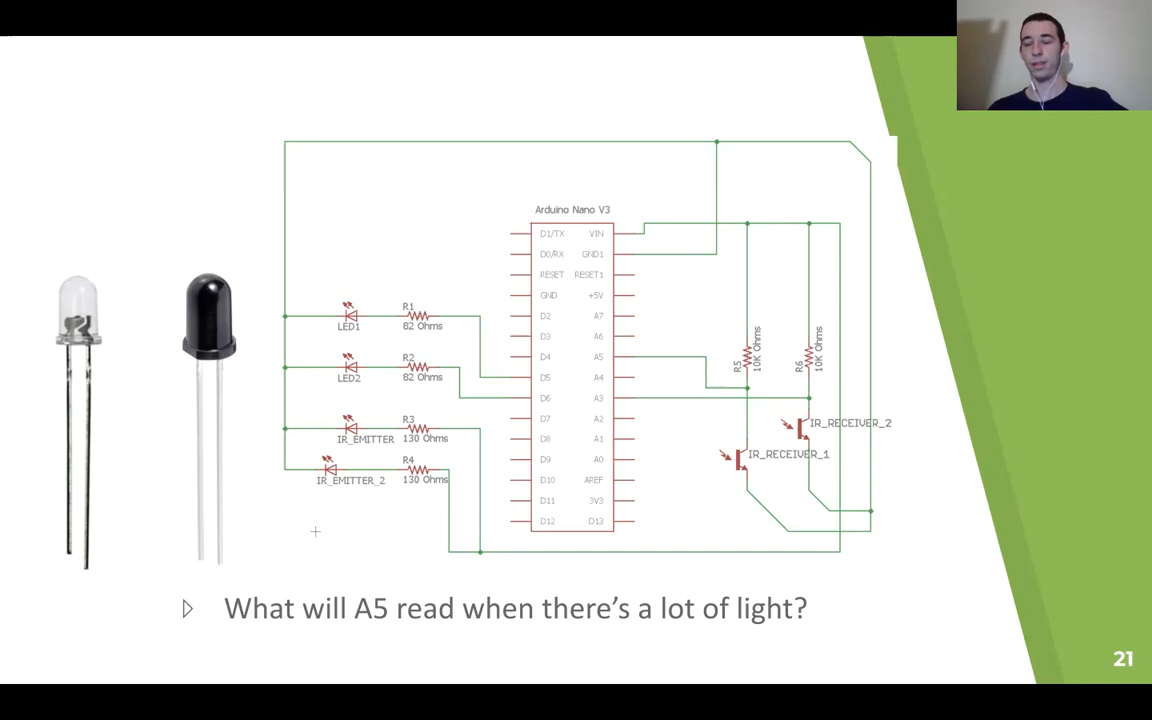 Arduino Nano V3
D1/TX VIN
D0/RX GND1
RESET RESET1
GND +5V
D2 A7
D3 A6
D4 A5
D5 A4
D6 A3
D7 A2
D8 A1
D9 A0
D10 AREF
D11 3V3
D12 D13
R1
82 Ohms
LED1
R2
82 Ohms
LED2
R3
130 Ohms
IR_EMITTER
R4
130 Ohms
IR_EMITTER_2
R5
10K Ohms
R6
10K Ohms
IR_RECEIVER_2
IR_RECEIVER_1
What will A5 read when there’s a lot of light?
21